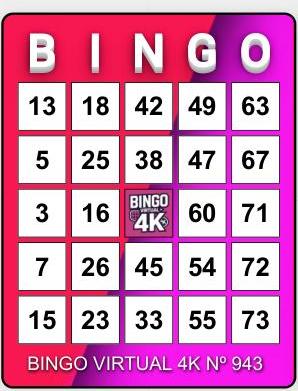 B I N G O
13 18 42 49 63
5 25 38 47 67
3 16 BINGO VIRTUAL 4K 60 71
7 26 45 54 72
15 23 33 55 73
BINGO VIRTUAL 4K Nº 943